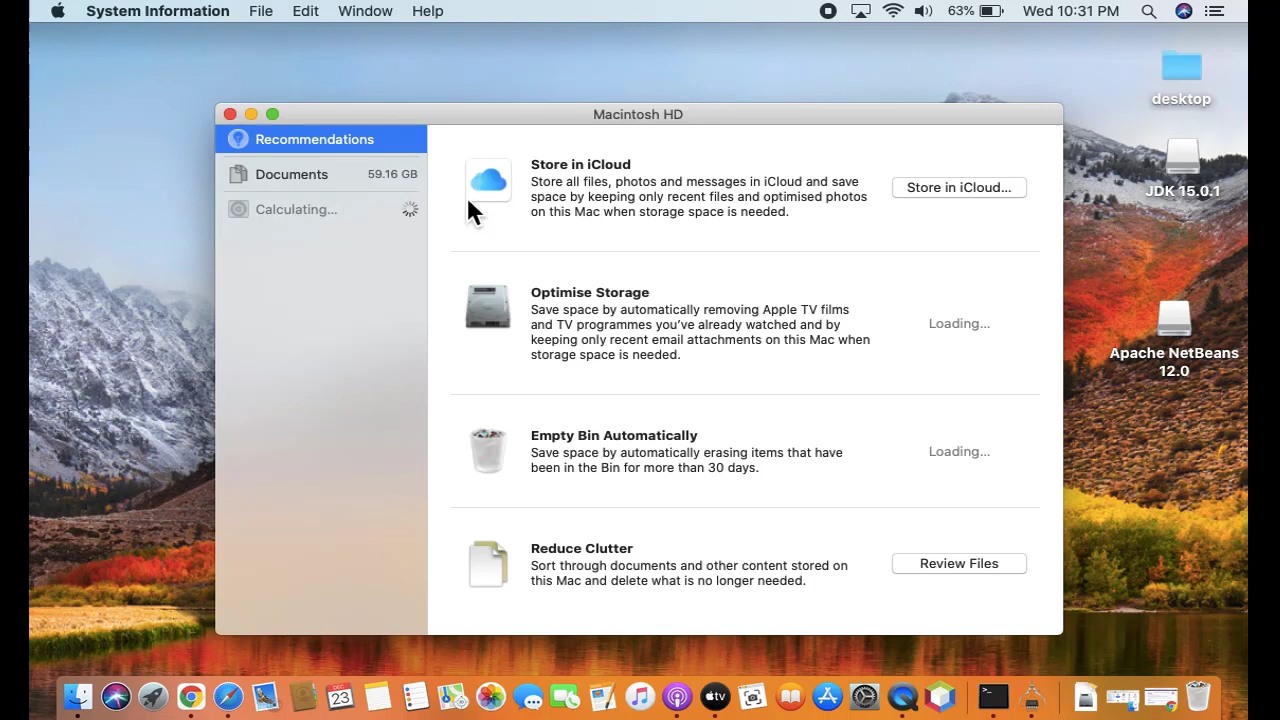 System Information File Edit Window Help 63% Wed 10:31 PM
desktop
JDK 15.0.1
Apache NetBeans
12.0
Macintosh HD
Recommendations
Documents 59.16 GB
Calculating...
Store in iCloud
Store all files, photos and messages in iCloud and save
space by keeping only recent files and optimised photos
on this Mac when storage space is needed.
Store in iCloud...
Optimise Storage
Save space by automatically removing Apple TV films
and TV programmes you've already watched and by
keeping only recent email attachments on this Mac when
storage space is needed.
Loading...
Empty Bin Automatically
Save space by automatically erasing items that have
been in the Bin for more than 30 days.
Loading...
Reduce Clutter
Sort through documents and other content stored on
this Mac and delete what is no longer needed.
Review Files
DEC
23
tv